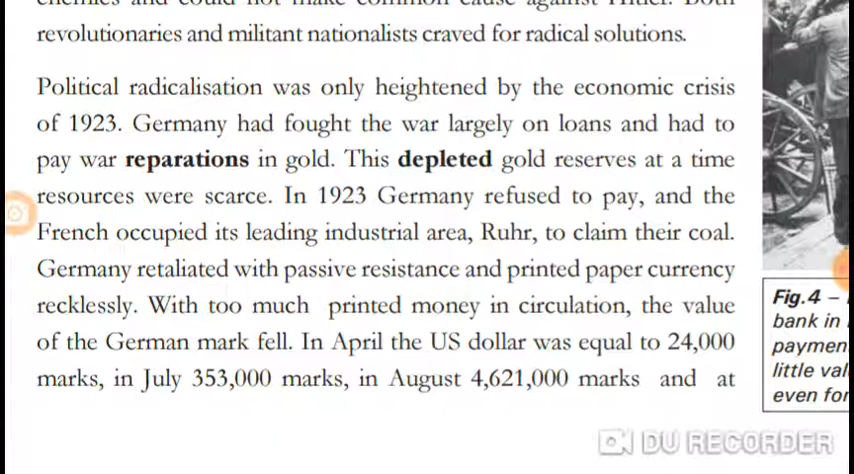 revolutionaries and militant nationalists craved for radical solutions.
Political radicalisation was only heightened by the economic crisis
of 1923. Germany had fought the war largely on loans and had to
pay war reparations in gold. This depleted gold reserves at a time
resources were scarce. In 1923 Germany refused to pay, and the
French occupied its leading industrial area, Ruhr, to claim their coal.
Germany retaliated with passive resistance and printed paper currency
recklessly. With too much printed money in circulation, the value
of the German mark fell. In April the US dollar was equal to 24,000
marks, in July 353,000 marks, in August 4,621,000 marks and at
Fig.4 –
bank in
little
even for
DU RECORDER